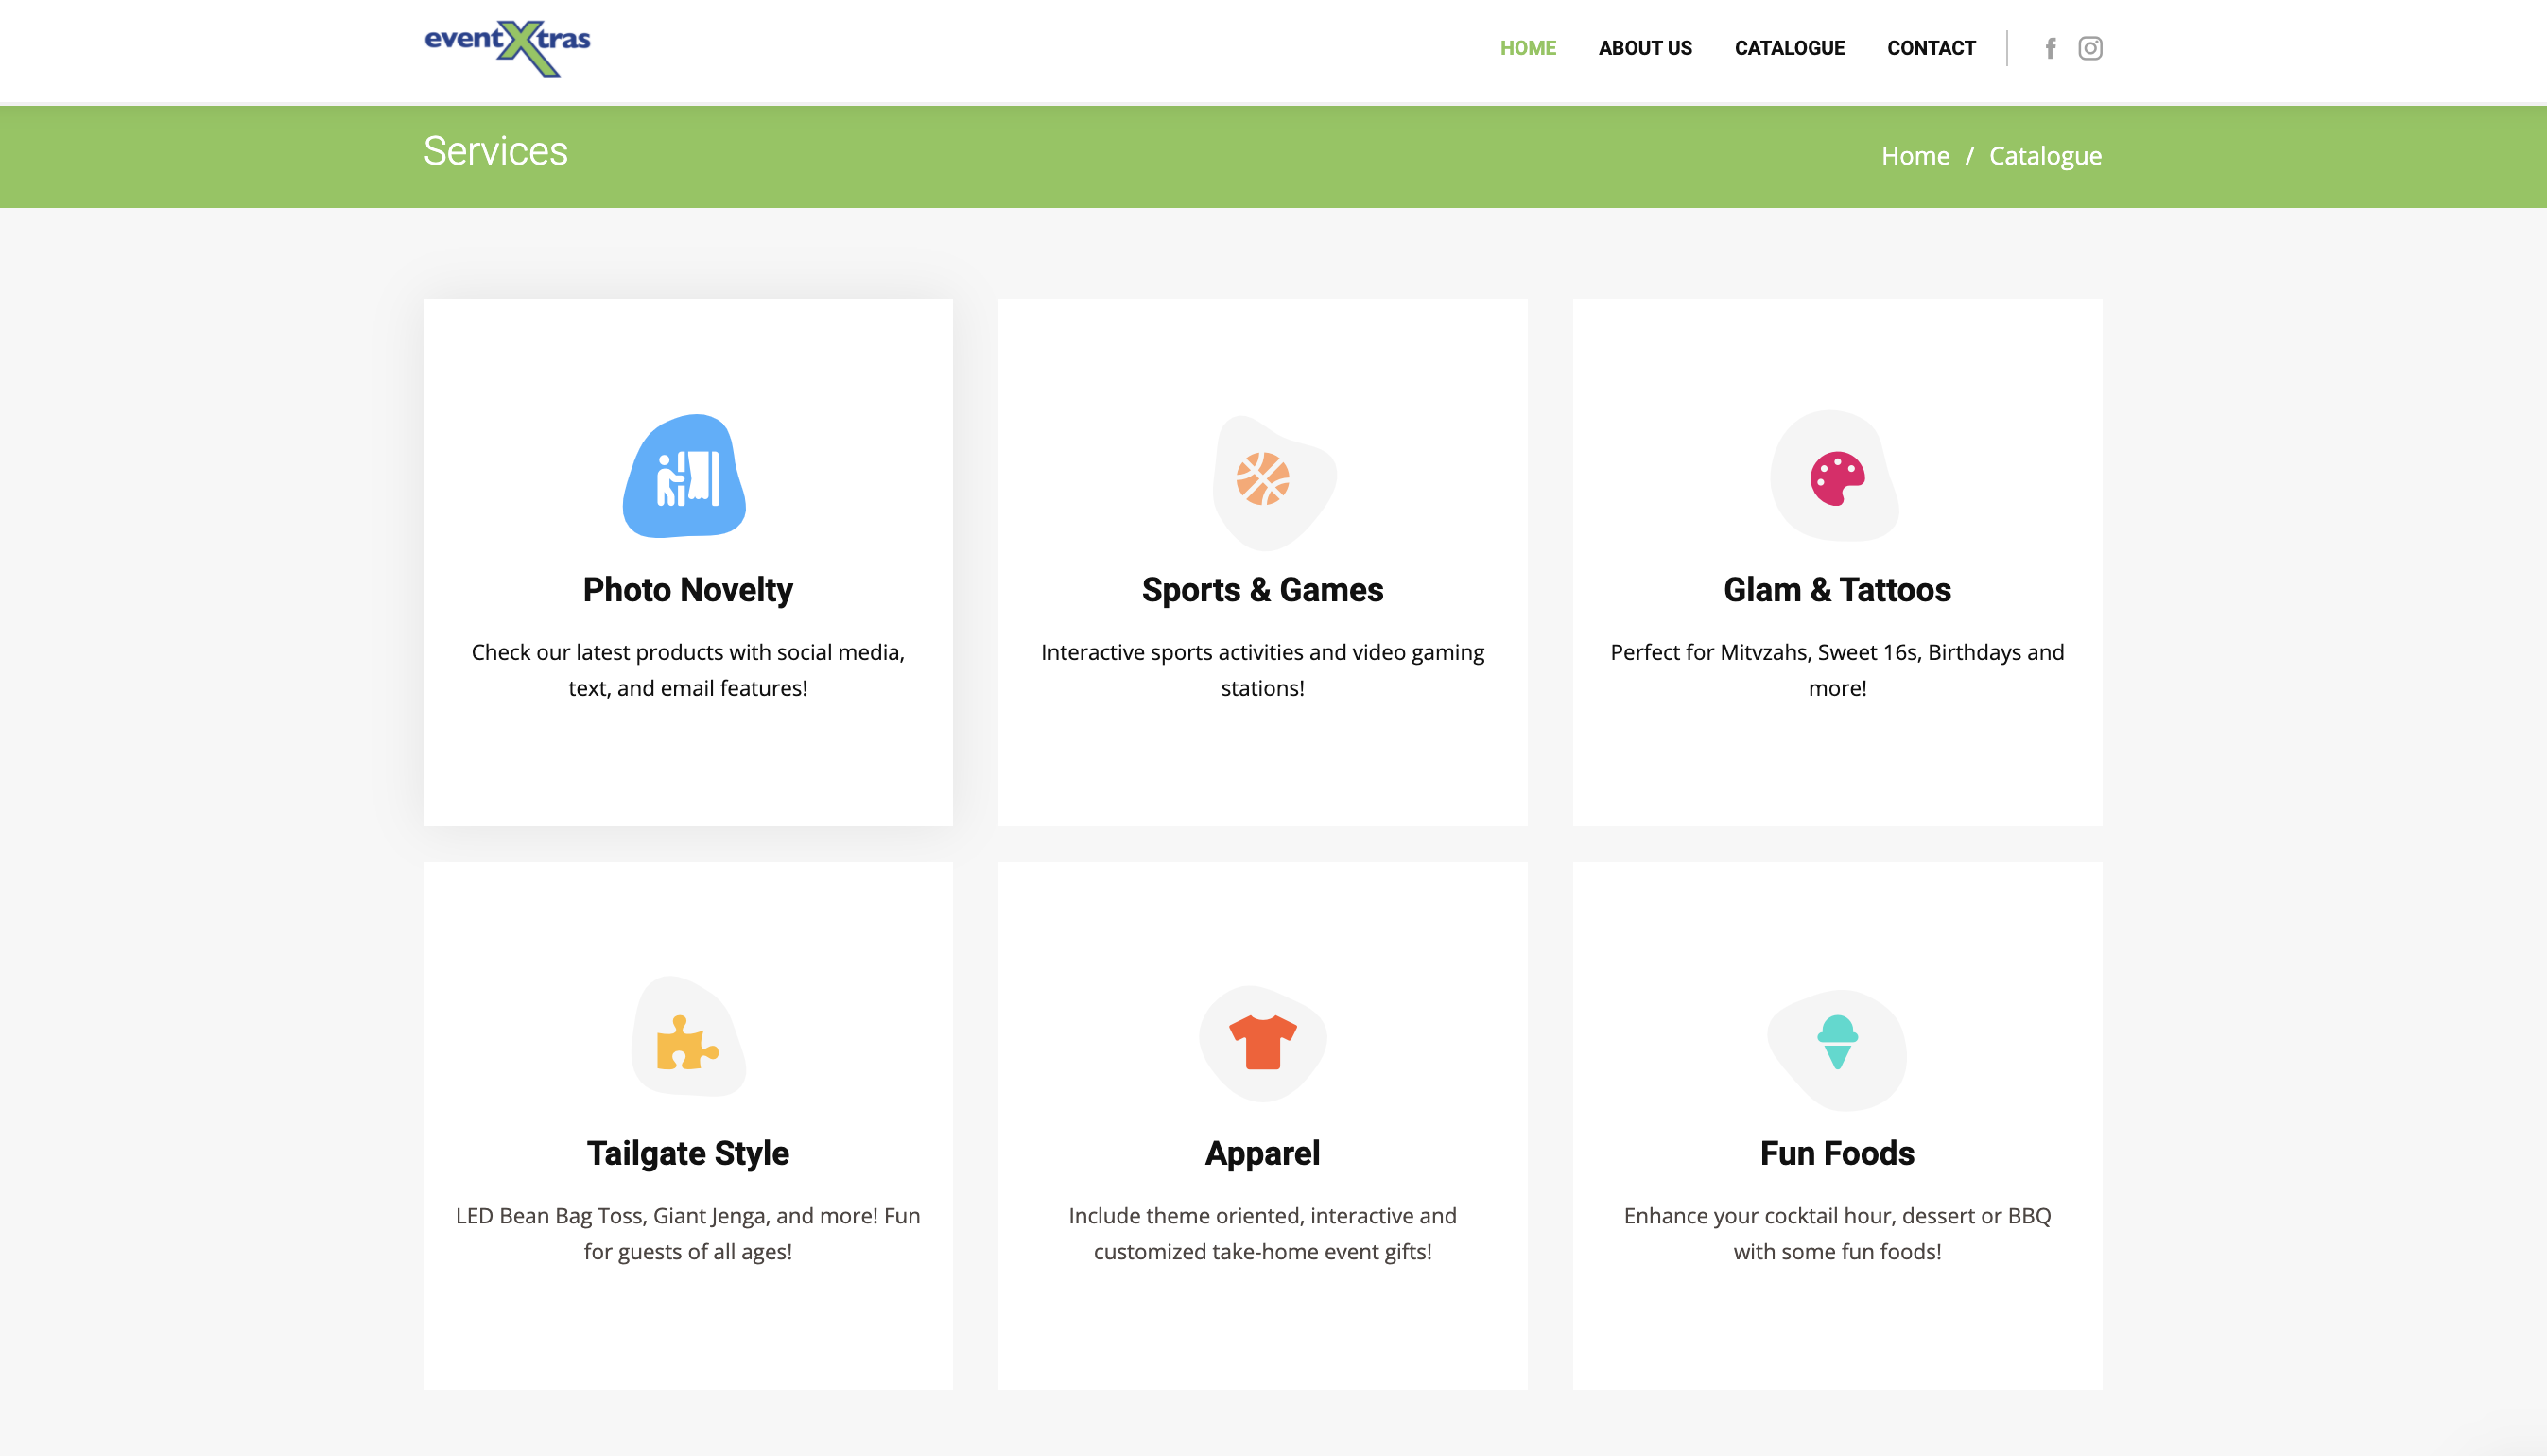 eventXtras
HOME ABOUT US CATALOGUE CONTACT
Services
Home / Catalogue
Photo Novelty
Check our latest products with social media,
text, and email features!
Sports & Games
Interactive sports activities and video gaming
stations!
Glam & Tattoos
Perfect for Mitvzahs, Sweet 16s, Birthdays and
more!
Tailgate Style
LED Bean Bag Toss, Giant Jenga, and more! Fun
for guests of all ages!
Apparel
Include theme oriented, interactive and
customized take-home event gifts!
Fun Foods
Enhance your cocktail hour, dessert or BBQ
with some fun foods!